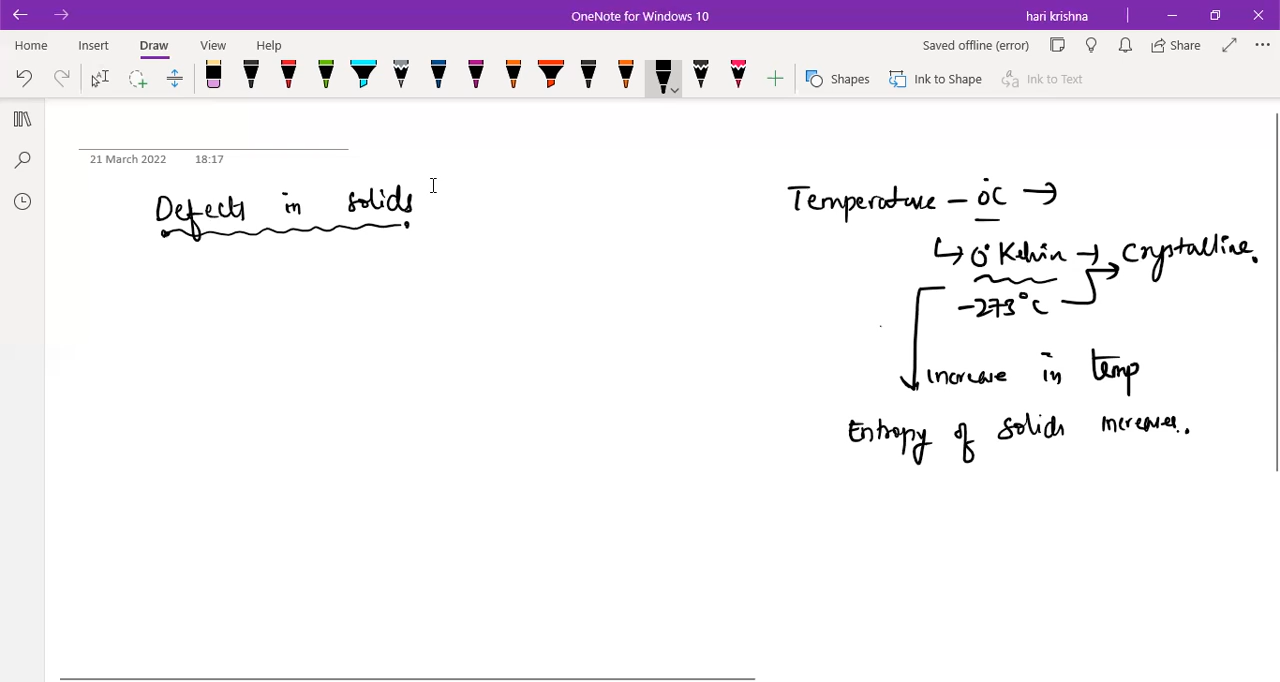 OneNote for Windows 10
hari krishna
Home Insert Draw View Help
Saved offline (error) Share
Shapes Ink to Shape Ink to Text
21 March 2022 18:17
Defects in solids
Temperature – 0°C →
↳ 0° Kelvin → Crystalline.
-273°C
increase in temp
Entropy of solids increases.